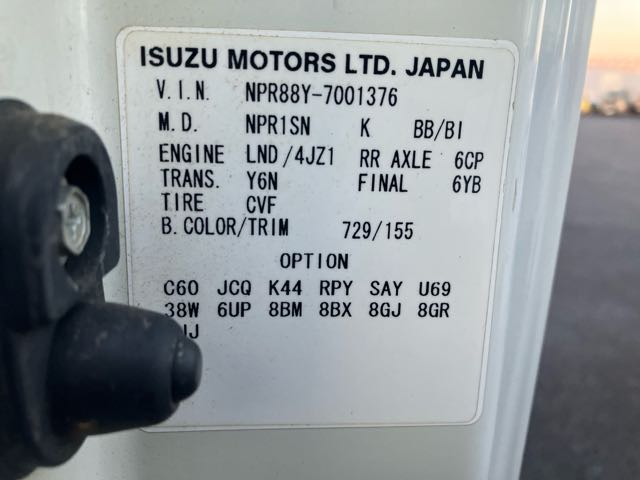 ISUZU MOTORS LTD. JAPAN
V.I.N. NPR88Y-7001376
M.D. NPR1SN K BB/BI
ENGINE LND/4JZ1 RR AXLE 6CP
TRANS. Y6N FINAL 6YB
TIRE CVF
B.COLOR/TRIM 729/155
OPTION
C60 JCQ K44 RPY SAY U69
38W 6UP 8BM 8BX 8GJ 8GR